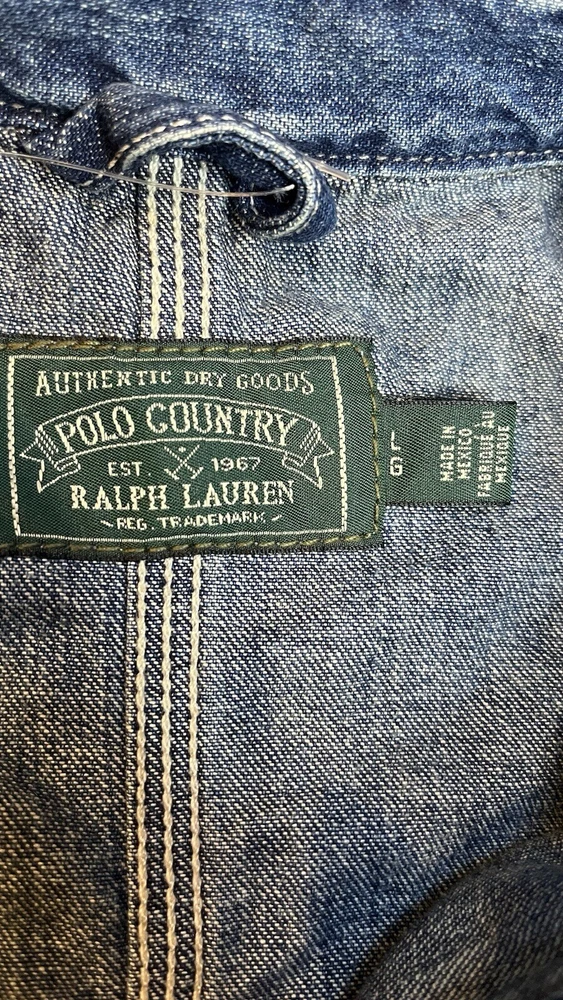 AUTHENTIC DRY GOODS
POLO COUNTRY
EST. 1967
RALPH LAUREN
~REG. TRADEMARK~
L
G
MADE IN
MEXICO
FABRIQUÉ AU
MEXIQUE